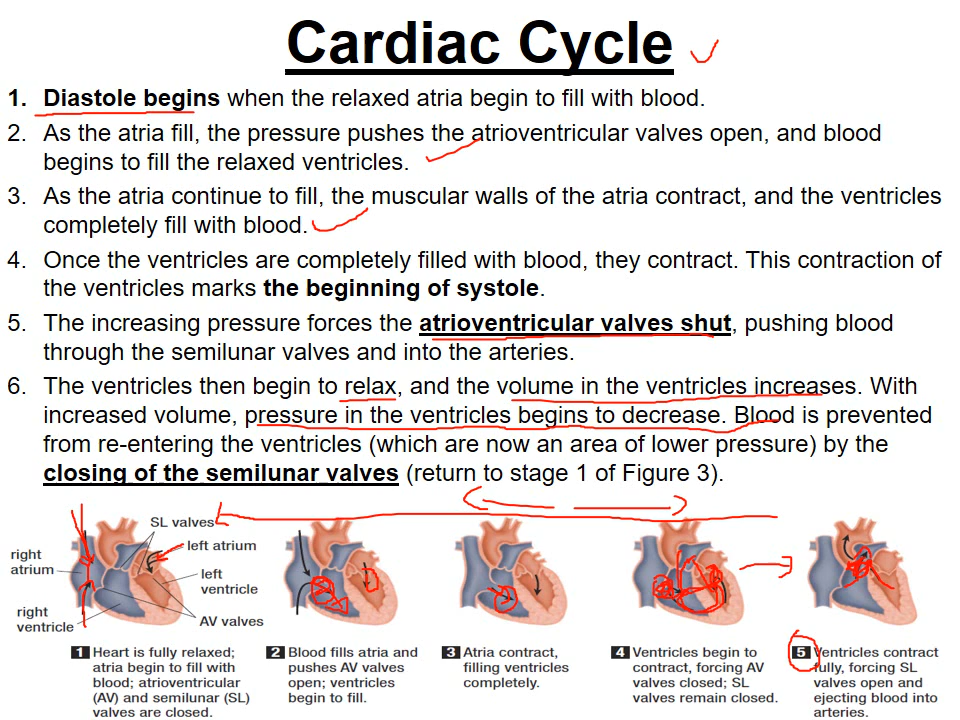 Cardiac Cycle
1. Diastole begins when the relaxed atria begin to fill with blood.
2. As the atria fill, the pressure pushes the atrioventricular valves open, and blood
begins to fill the relaxed ventricles.
3. As the atria continue to fill, the muscular walls of the atria contract, and the ventricles
completely fill with blood.
4. Once the ventricles are completely filled with blood, they contract. This contraction of
the ventricles marks the beginning of systole.
5. The increasing pressure forces the atrioventricular valves shut, pushing blood
through the semilunar valves and into the arteries.
6. The ventricles then begin to relax, and the volume in the ventricles increases. With
increased volume, pressure in the ventricles begins to decrease. Blood is prevented
from re-entering the ventricles (which are now an area of lower pressure) by the
closing of the semilunar valves (return to stage 1 of Figure 3).
SL valves
left atrium
right
atrium
left
ventricle
right
ventricle
AV valves
1 Heart is fully relaxed;
atria begin to fill with
blood; atrioventricular
(AV) and semilunar (SL)
valves are closed.
2 Blood fills atria and
pushes AV valves
open; ventricles
begin to fill.
3 Atria contract,
filling ventricles
completely.
4 Ventricles begin to
contract, forcing AV
valves closed; SL
valves remain closed.
5 Ventricles contract
fully, forcing SL
valves open and
ejecting blood into
arteries.